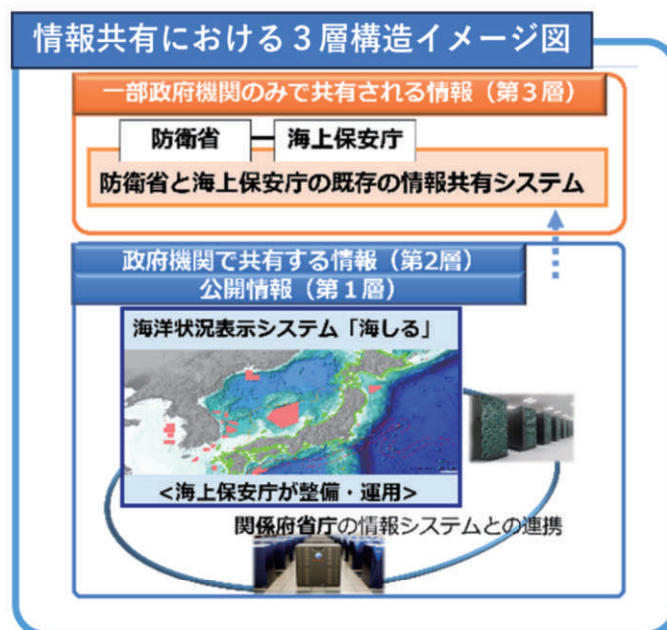 情報共有における３層構造イメージ図
一部政府機関のみで共有される情報（第３層）
防衛省
海上保安庁
防衛省と海上保安庁の既存の情報共有システム
政府機関で共有する情報（第2層）
公開情報（第１層）
海洋状況表示システム「海しる」
<海上保安庁が整備・運用>
関係府省庁の情報システムとの連携